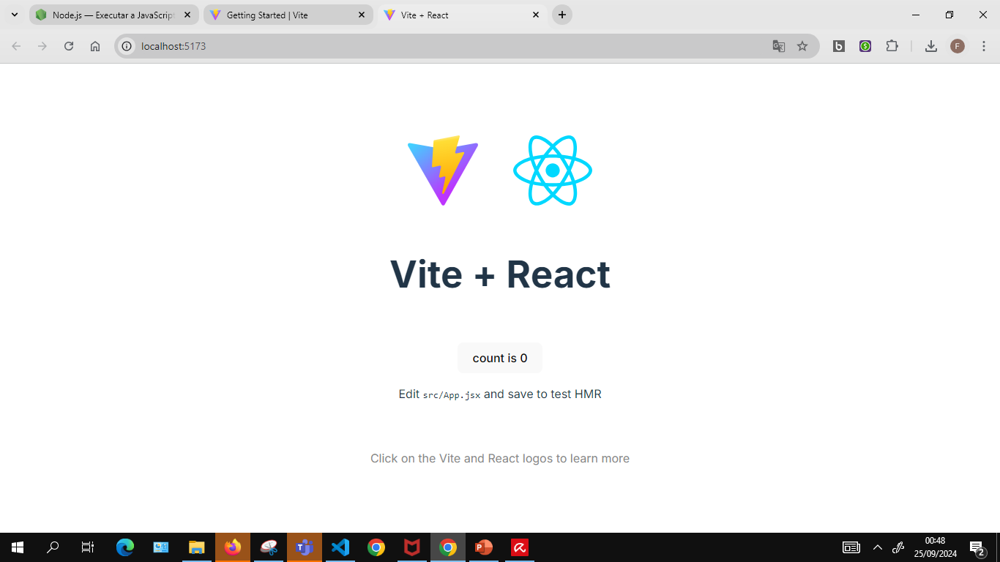 Node.js — Executar a JavaScript
Getting Started | Vite
Vite + React
localhost:5173
F
Vite + React
count is 0
Edit src/App.jsx and save to test HMR
Click on the Vite and React logos to learn more
00:48
25/09/2024
2